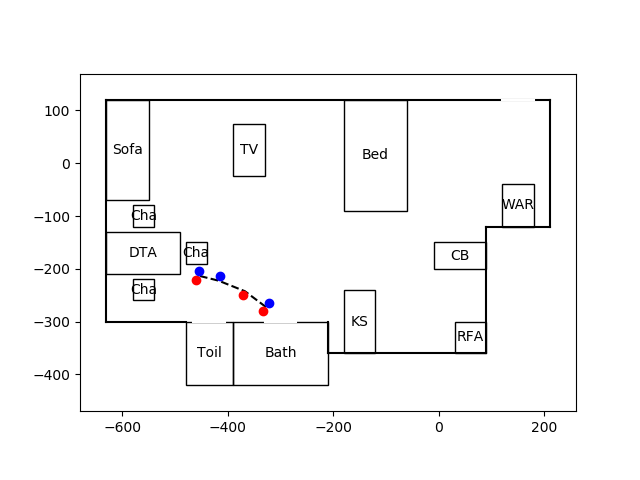 100
0
−100
−200
−300
−400
−600
−400
−200
0
200
Sofa
TV
Bed
Cha
WAR
DTA
Cha
CB
Cha
KS
RFA
Toil
Bath